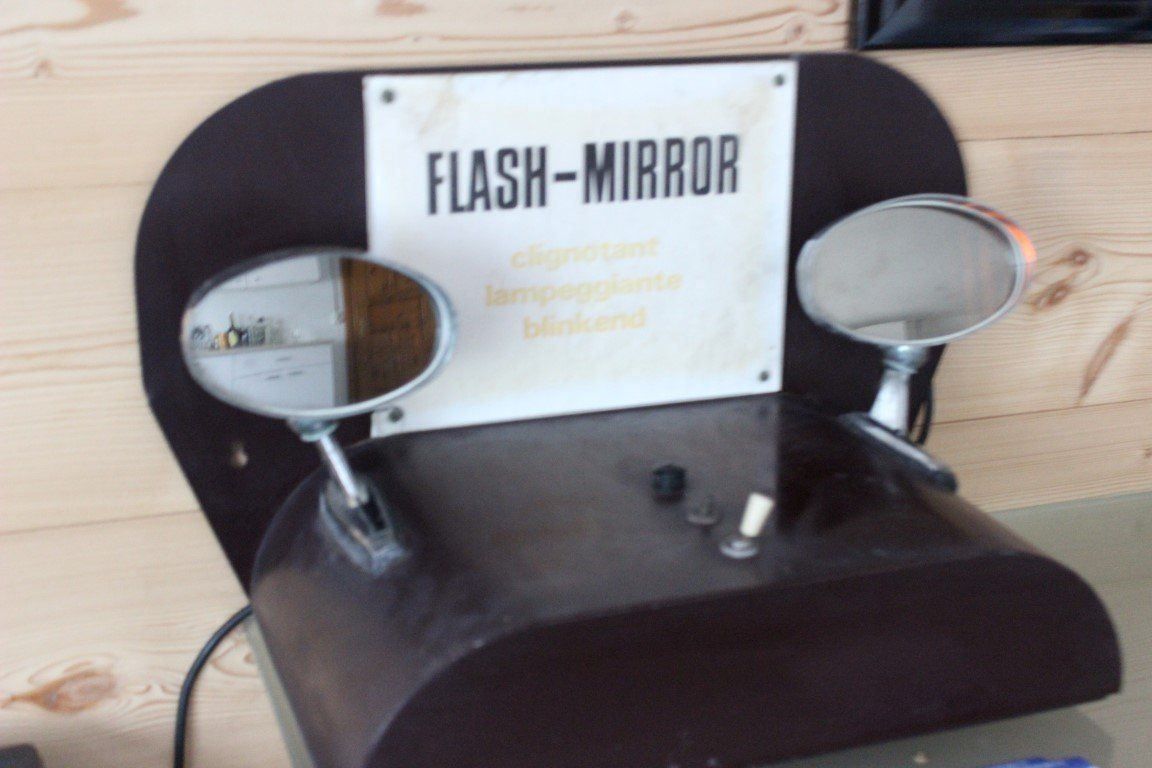 FLASH-MIRROR
clignotant
lampeggiante
blinkend